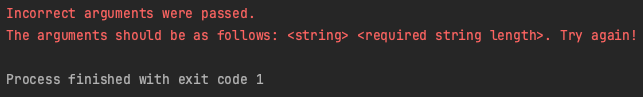 Incorrect arguments were passed.
The arguments should be as follows: <string> <required string length>. Try again!
Process finished with exit code 1